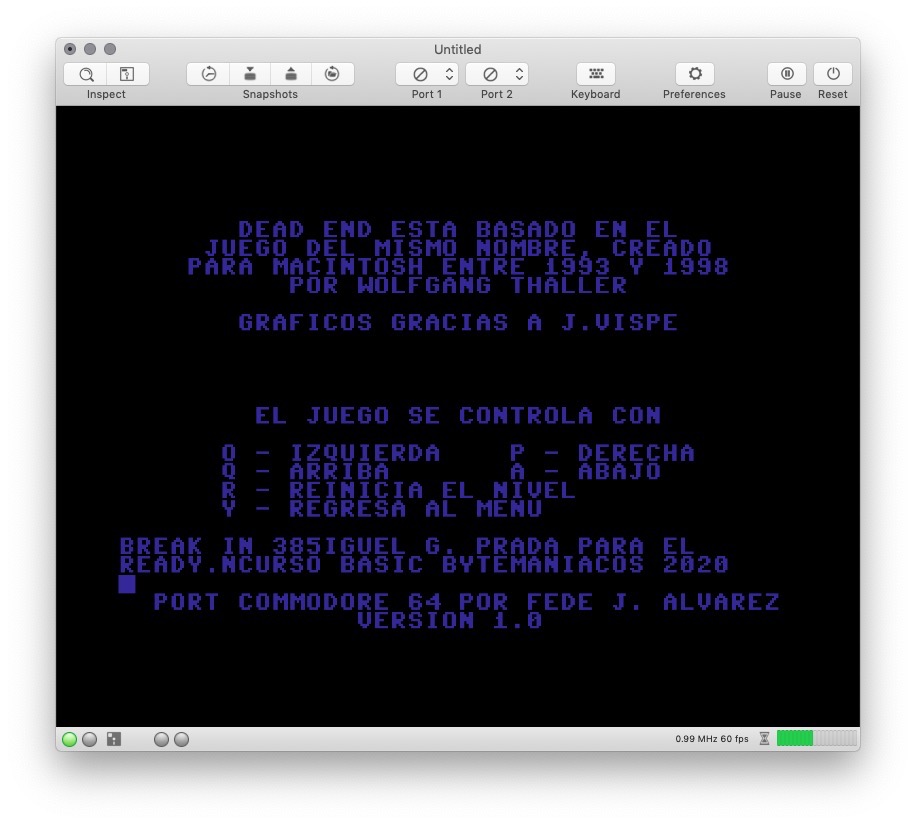 Untitled
Inspect
Snapshots
Port 1
Port 2
Keyboard
Preferences
Pause
Reset
DEAD END ESTA BASADO EN EL
JUEGO DEL MISMO NOMBRE, CREADO
PARA MACINTOSH ENTRE 1993 Y 1998
POR WOLFGANG THALLER
GRAFICOS GRACIAS A J.VISPE
EL JUEGO SE CONTROLA CON
O - IZQUIERDA P - DERECHA
Q - ARRIBA A - ABAJO
R - REINICIA EL NIVEL
Y - REGRESA AL MENU
BREAK IN 385IGUEL G. PRADA PARA EL
READY.NCURSO BASIC BYTEMANIACOS 2020
PORT COMMODORE 64 POR FEDE J. ALVAREZ
VERSION 1.0
0.99 MHz 60 fps